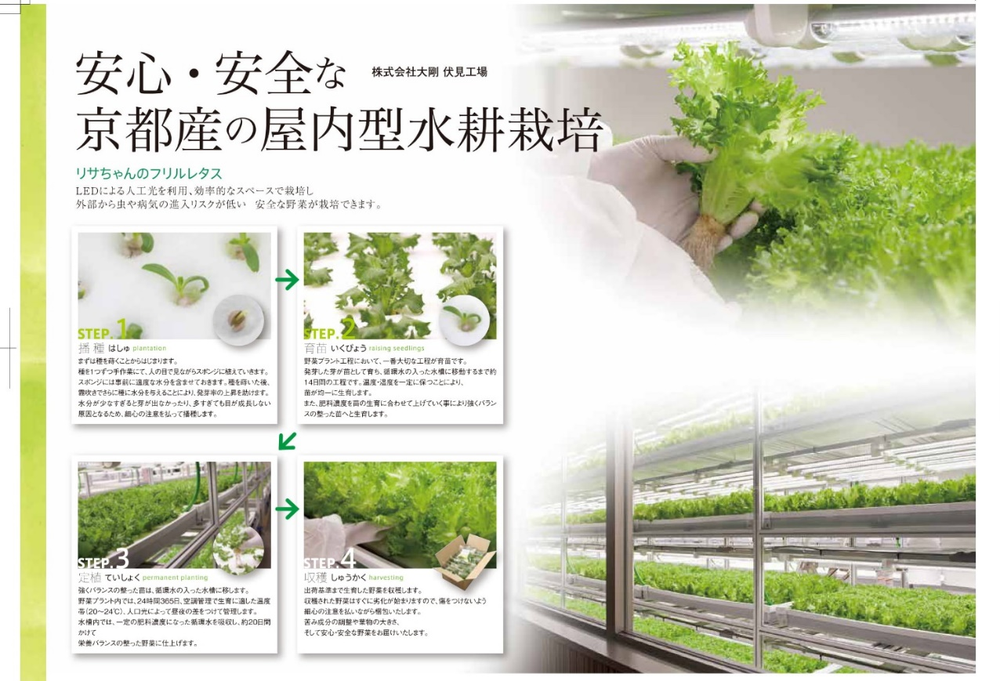 安心・安全な
株式会社大剛 伏見工場
京都産の屋内型水耕栽培
リサちゃんのフリルレタス
LEDによる人工光を利用、効率的なスペースで栽培し
外部から虫や病気の進入リスクが低い 安全な野菜が栽培できます。
STEP.1
播種 はしゅ plantation
まずは種を蒔くことからはじまります。
種を1つずつ手作業にて、人の目で見ながらスポンジに植えていきます。
スポンジには事前に適度な水分を含ませておきます。種を蒔いた後、
霧吹きでさらに種に水分を与えることにより、発芽率の上昇を助けます。
水分が少なすぎると芽が出なかったり、多すぎても目が成長しない
原因となるため、細心の注意を払って播種します。
STEP.2
育苗 いくびょう raising seedlings
野菜プラント工程において、一番大切な工程が育苗です。
発芽した芽が苗として育ち、循環水の入った水槽に移動するまで約
14日間の工程です。温度・湿度を一定に保つことにより、
苗が均一に生育します。
また、肥料濃度を苗の生育に合わせて上げていく事により強くバラン
スの整った苗へと生育します。
STEP.3
定植 ていしょく permanent planting
強くバランスの整った苗は、循環水の入った水槽に移します。
野菜プラント内では、24時間365日、空調管理で生育に適した温度
帯(20〜24℃)、人口光によって昼夜の差をつけて管理します。
水槽内では、一定の肥料濃度になった循環水を吸収し、約20日間
かけて
栄養バランスの整った野菜に仕上げます。
STEP.4
収穫 しゅうかく harvesting
出荷基準まで生育した野菜を収穫します。
収穫された野菜はすぐに劣化が始まりますので、傷をつけないよう
細心の注意を払いながら梱包いたします。
苦み成分の調整や葉物の大きさ、
そして安心・安全な野菜をお届けいたします。